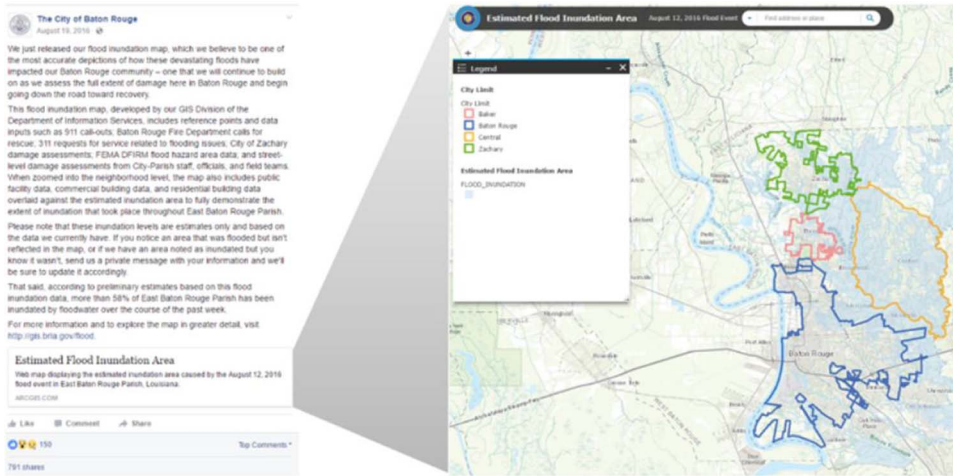 The City of Baton Rouge
August 19, 2016
We just released our flood inundation map, which we believe to be one of
the most accurate depictions of how these devastating floods have
impacted our Baton Rouge community – one that we will continue to build
on as we assess the full extent of damage here in Baton Rouge and begin
going down the road toward recovery.
This flood inundation map, developed by our GIS Division of the
Department of Information Services, includes reference points and data
inputs such as 911 call-outs; Baton Rouge Fire Department calls for
rescue; 311 requests for service related to flooding issues; City of Zachary
damage assessments; FEMA DFIRM flood hazard area data; and street-
level damage assessments from City-Parish staff, officials, and field teams.
When zoomed into the neighborhood level, the map also includes public
facility data, commercial building data, and residential building data
overlaid against the estimated inundation area to fully demonstrate the
extent of inundation that took place throughout East Baton Rouge Parish.
Please note that these inundation levels are estimates only and based on
the data we currently have. If you notice an area that was flooded but isn't
reflected in the map, or if we have an area noted as inundated but you
know it wasn't, send us a private message with your information and we'll
be sure to update it accordingly.
That said, according to preliminary estimates based on this flood
inundation data, more than 58% of East Baton Rouge Parish has been
inundated by floodwater over the course of the past week.
For more information and to explore the map in greater detail, visit
http://gis.brla.gov/flood.
Estimated Flood Inundation Area
Web map displaying the estimated inundation area caused by the August 12, 2016
flood event in East Baton Rouge Parish, Louisiana.
ARCGIS.COM
Like Comment Share
150 Top Comments
791 shares
Estimated Flood Inundation Area August 12, 2016 Flood Event Find address or place
Legend
City Limit
City Limit
Baker
Baton Rouge
Central
Zachary
Estimated Flood Inundation Area
FLOOD_INUNDATION
Port Allen
Baton Rouge
WEST BATON ROUGE